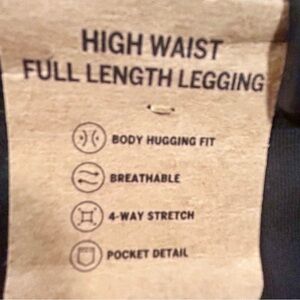 HIGH WAIST
FULL LENGTH LEGGING
BODY HUGGING FIT
BREATHABLE
4-WAY STRETCH
POCKET DETAIL